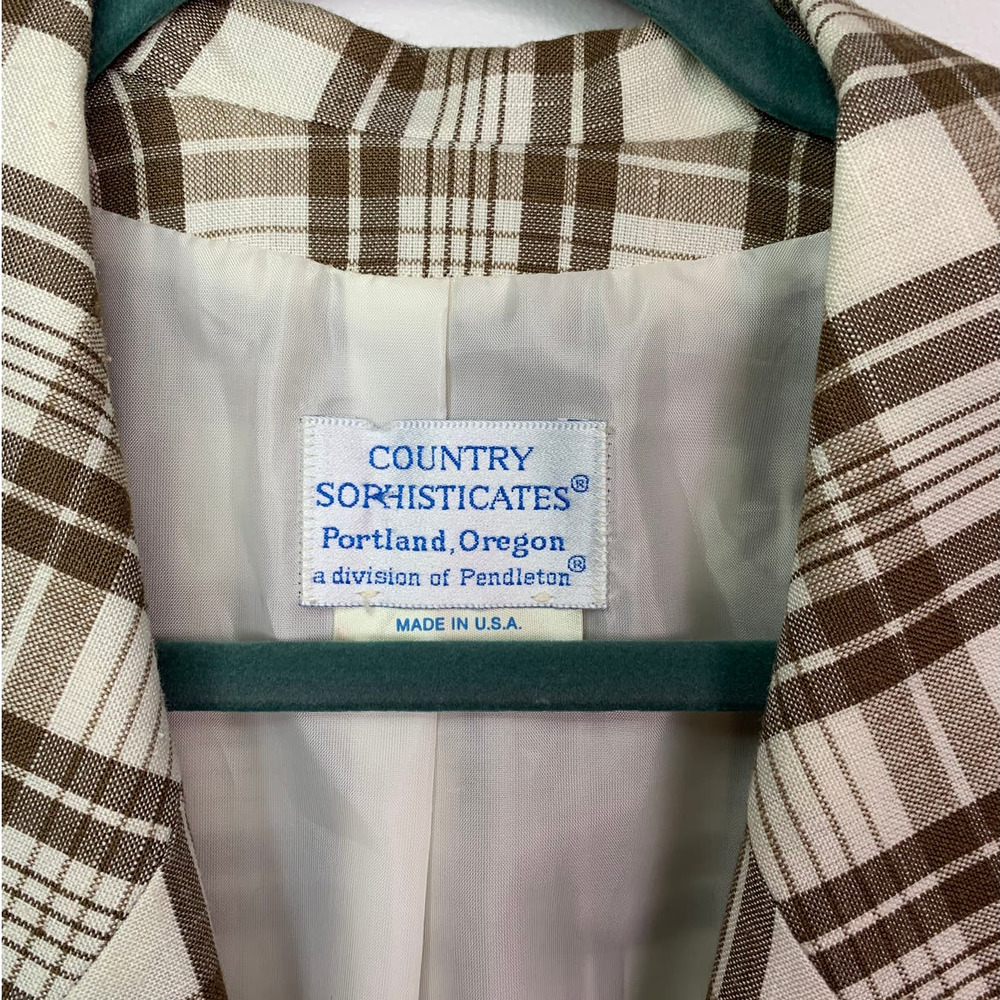 COUNTRY
SOPHISTICATES®
Portland, Oregon
a division of Pendleton®
MADE IN U.S.A.